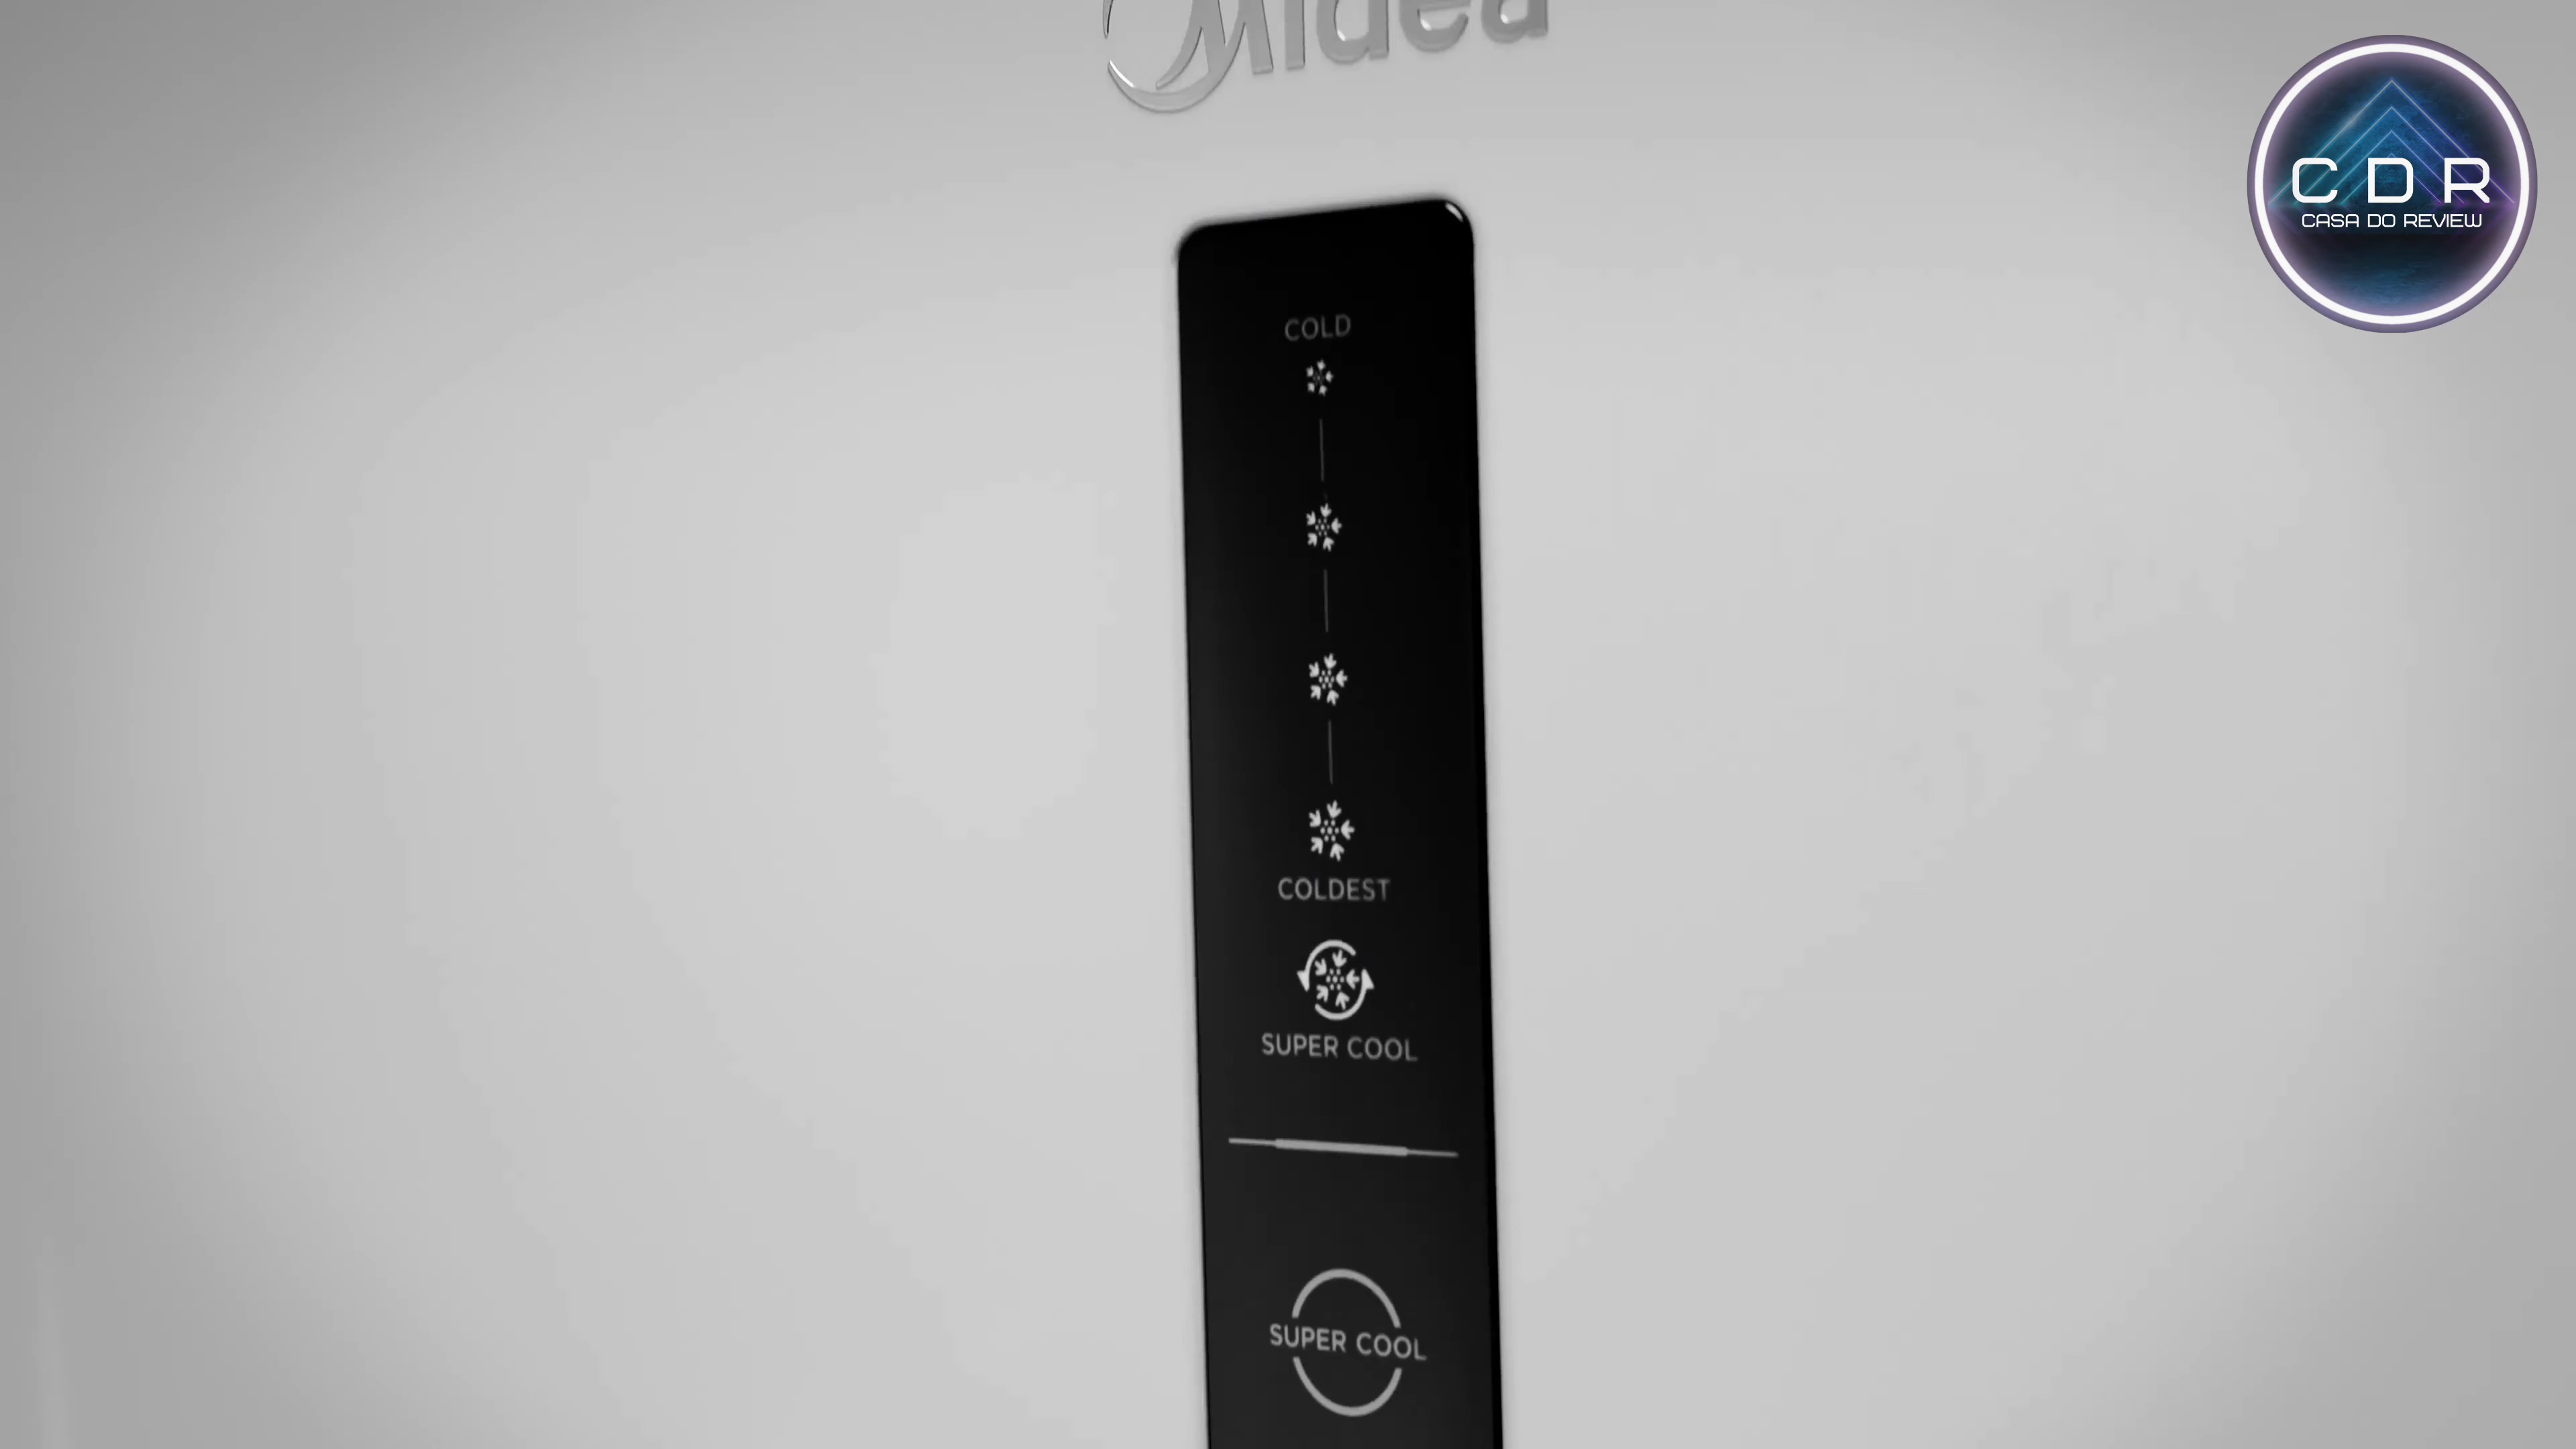 Midea
CDR
CASA DO REVIEW
COLD
COLDEST
SUPER COOL
SUPER COOL